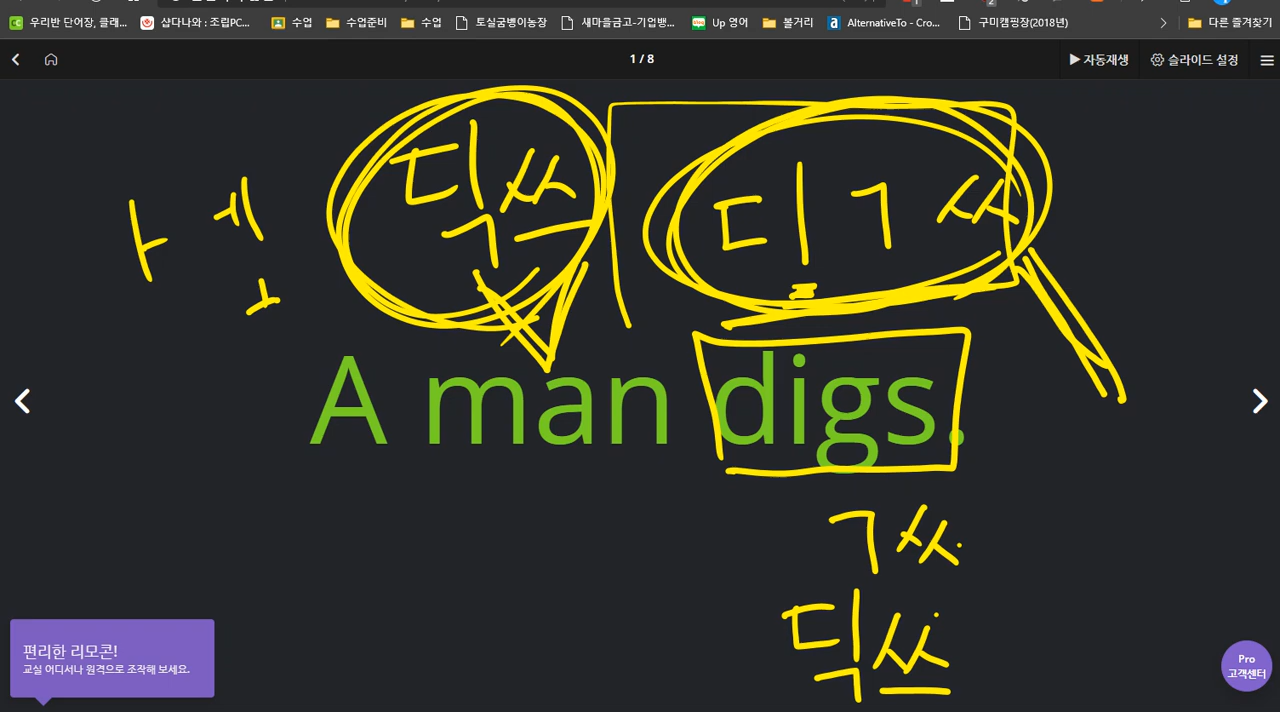 우리반 단어장, 클래... 샵다나와 : 조립PC... 수업 수업준비 수업 토실굼벵이농장 새마을금고-기업뱅... Up 영어 볼거리 AlternativeTo - Cro... 구미캠핑장(2018년) 다른 즐겨찾기
1 / 8 ▶자동재생 슬라이드 설정
딕쓰 디ㄱㅆ
A man digs.
ㄱㅆ
딕쓰
편리한 리모콘!
교실 어디서나 원격으로 조작해 보세요.
Pro
고객센터